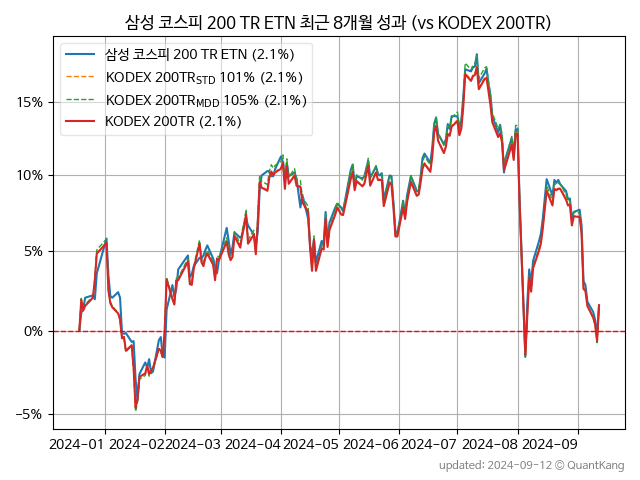 삼성 코스피 200 TR ETN 최근 8개월 성과 (vs KODEX 200TR)
삼성 코스피 200 TR ETN (2.1%)
KODEX 200TR_STD 101% (2.1%)
KODEX 200TR_MDD 105% (2.1%)
KODEX 200TR (2.1%)
15%
10%
5%
0%
−5%
2024-01 2024-02 2024-03 2024-04 2024-05 2024-06 2024-07 2024-08 2024-09
updated: 2024-09-12 © QuantKang